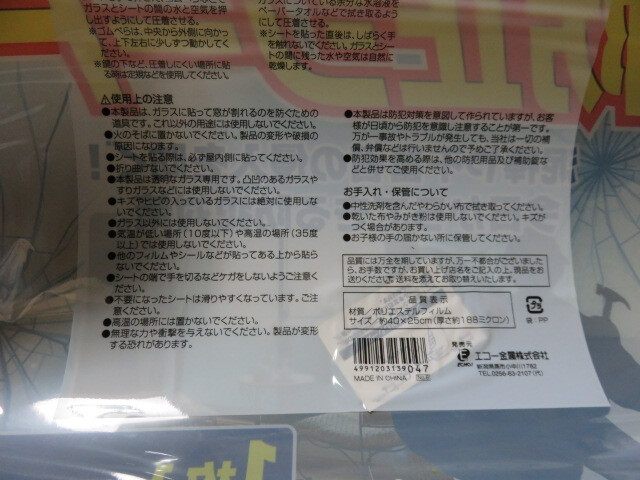 ガラスとシートの間の水と空気を押し
出すようにして圧着させる。
※ゴムベラは、中央から外側に向かっ
て、上下左右に少しずつ動かしてく
ださい。
る際は定規などを使用してください。
ペーパータオルなどで拭き取るよう
にして圧着させる。
※シートを貼った直後は、しばらく手
を触れないでください。ガラスとシート
の間に残った水や空気は自然に
乾燥します。
⚠使用上の注意
●本製品は、ガラスに貼って窓が割れるのを防ぐための
道具です。これ以外の用途には使用しないでください。
●火のそばに置かないでください。製品の変形や破損の
原因になります。
●シートを貼る際は、必ず屋内側に貼ってください。
●折り曲げないでください。
●本製品は透明なガラス専用です。凸凹のあるガラスや
すりガラスなどには使用しないでください。
●キズやヒビの入っているガラスには絶対に使用しな
いでください。
●ガラス以外には使用しないでください。
●気温が低い場所(10度以下)や高温の場所(35度
以上)では使用しないでください。
●他のフィルムやシールなどが貼ってある上から貼ら
ないでください。
●シートの端で手を切るなどケガをしないようご注意く
ださい。
●不要になったシートは滑りやすくなっています。ご注
意ください。
●高温の場所には置かないでください。
●無理な力や衝撃を与えないでください。製品が変形
する恐れがあります。
●本製品は防犯対策を意図して作られていますが、お客
様が日頃から防犯を意識し注意することが第一です。
万が一事故やトラブルが発生しても、当社は一切の補
償、弁償などは行いませんので予めご了承ください。
●防犯効果を高める際は、他の防犯用品及び補助錠な
どと併せてご使用ください。
お手入れ・保管について
●中性洗剤を含んだやわらかい布で拭き取ってください。
●乾いた布やみがき粉は使用しないでください。キズが
つく場合があります。
●お子様の手の届かない所に保管してください。
品質には万全を期していますが、万一不都合がございました
ら、お手数ですが、お買い上げ店名をご記入の上、現品をお
送りください。送料を添えてお取り替えいたします。
品質表示
材質/ポリエステルフィルム
サイズ/約40×25cm(厚さ約188ミクロン)
プラ
袋:PP
4991203139047
MADE IN CHINA
発売元
エコー金属株式会社
新潟県燕市小中川1782
TEL.0256-63-2107(代)